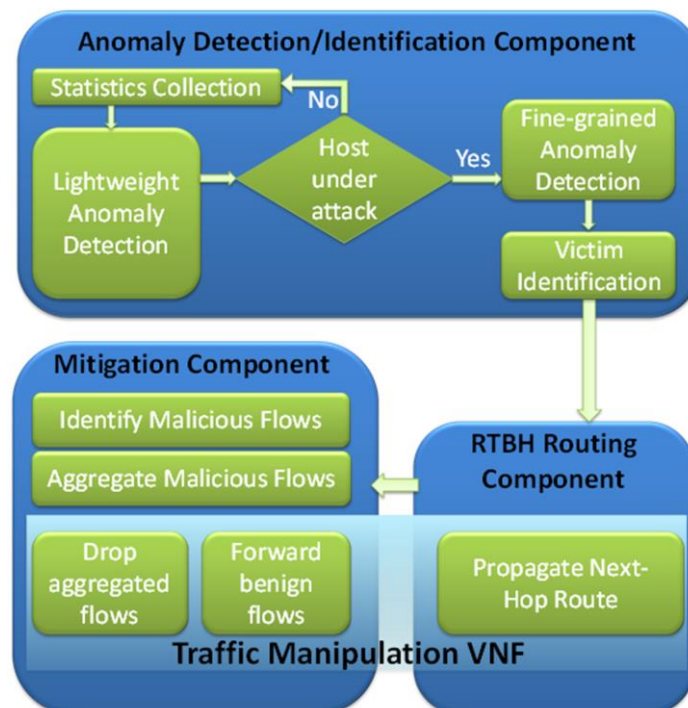 Anomaly Detection/Identification Component
Statistics Collection
No
Fine-grained
Anomaly
Detection
Host
under
attack
Yes
Lightweight
Anomaly
Detection
Victim
Identification
Mitigation Component
Identify Malicious Flows
Aggregate Malicious Flows
RTBH Routing
Component
Drop
aggregated
flows
Forward
benign
flows
Propagate Next-
Hop Route
Traffic Manipulation VNF